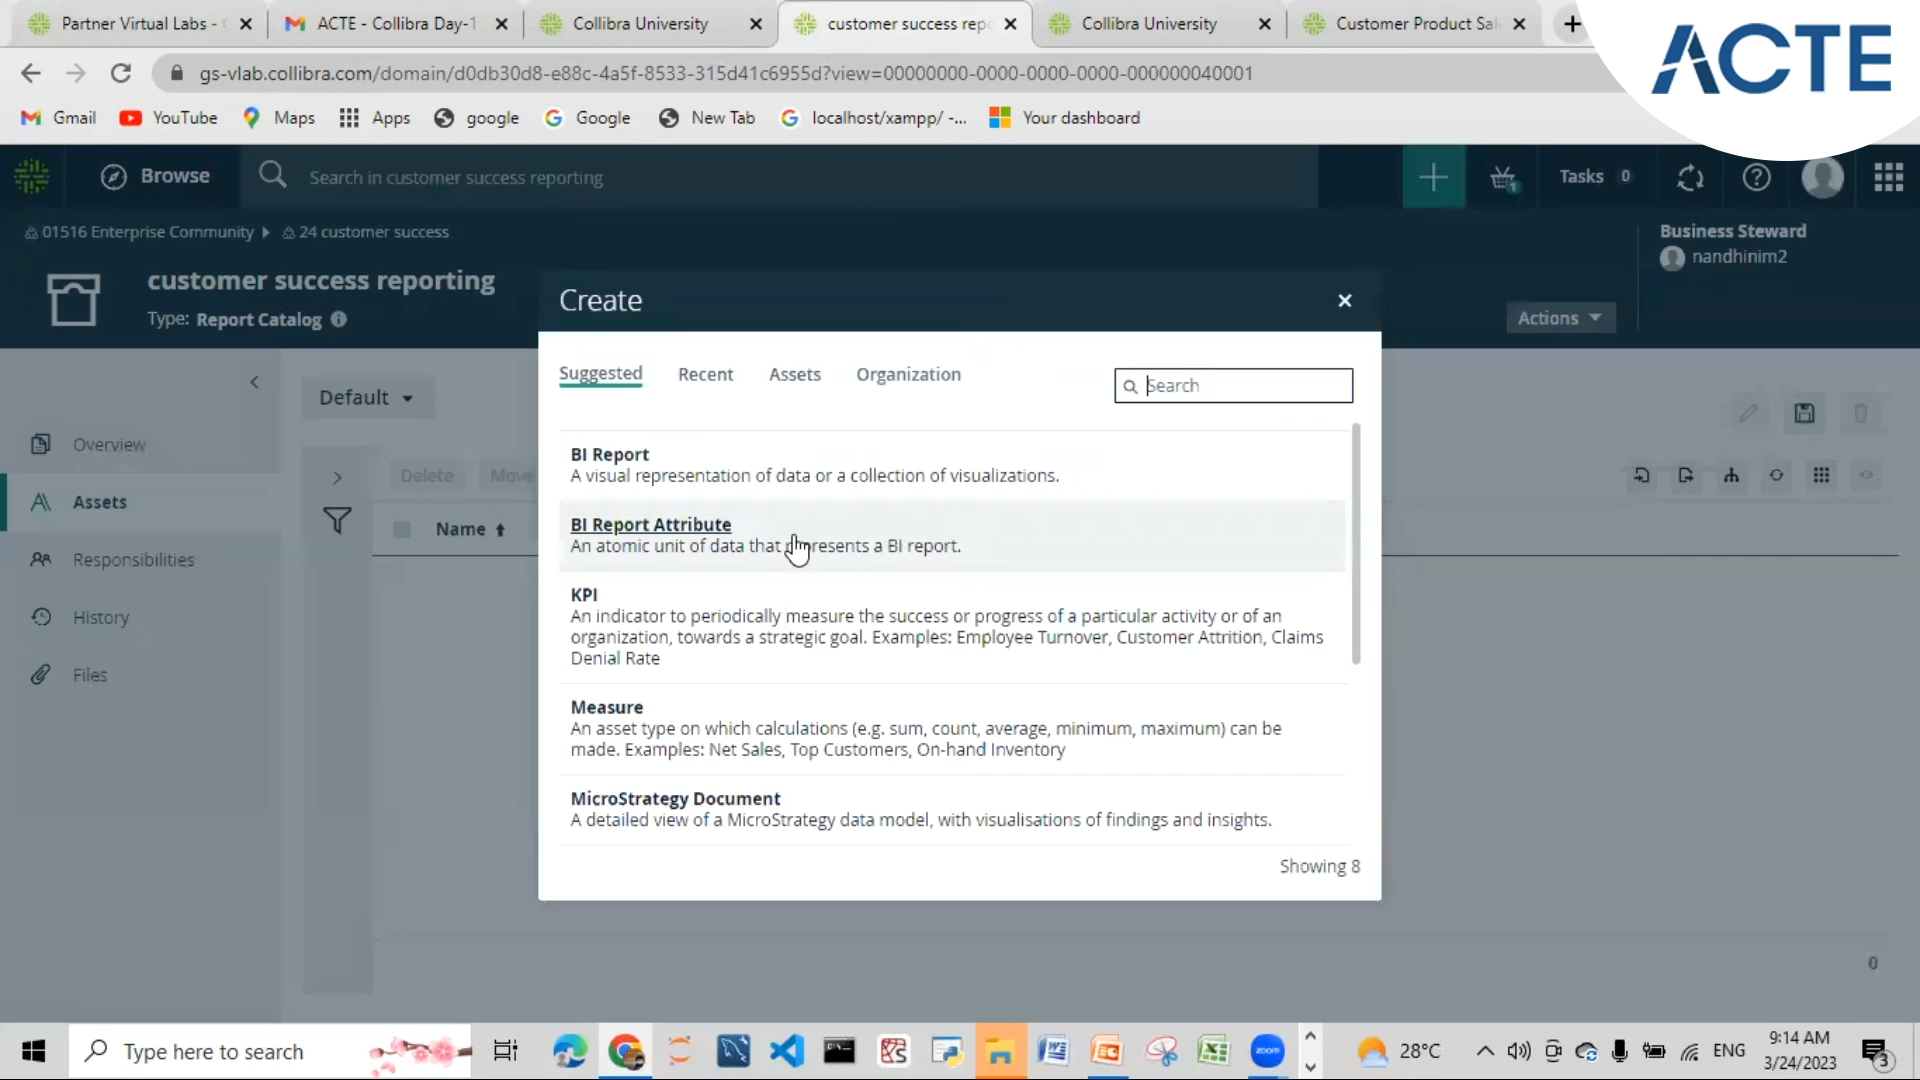 Partner Virtual Labs -
ACTE - Collibra Day-1
Collibra University
customer success rep
Collibra University
Customer Product Sal
ACTE
gs-vlab.collibra.com/domain/d0db30d8-e88c-4a5f-8533-315d41c6955d?view=00000000-0000-0000-0000-000000040001
Gmail
YouTube
Maps
Apps
google
Google
New Tab
localhost/xampp/ -...
Your dashboard
Browse
Search in customer success reporting
1
Tasks 0
01516 Enterprise Community
24 customer success
Business Steward
nandhinim2
customer success reporting
Type: Report Catalog
Actions
Create
Suggested
Recent
Assets
Organization
Search
Default
Overview
Assets
Responsibilities
History
Files
Delete
Move
Name
BI Report
A visual representation of data or a collection of visualizations.
BI Report Attribute
An atomic unit of data that represents a BI report.
KPI
An indicator to periodically measure the success or progress of a particular activity or of an
organization, towards a strategic goal. Examples: Employee Turnover, Customer Attrition, Claims
Denial Rate
Measure
An asset type on which calculations (e.g. sum, count, average, minimum, maximum) can be
made. Examples: Net Sales, Top Customers, On-hand Inventory
MicroStrategy Document
A detailed view of a MicroStrategy data model, with visualisations of findings and insights.
Showing 8
0
Type here to search
zoom
28°C
ENG
9:14 AM
3/24/2023
3